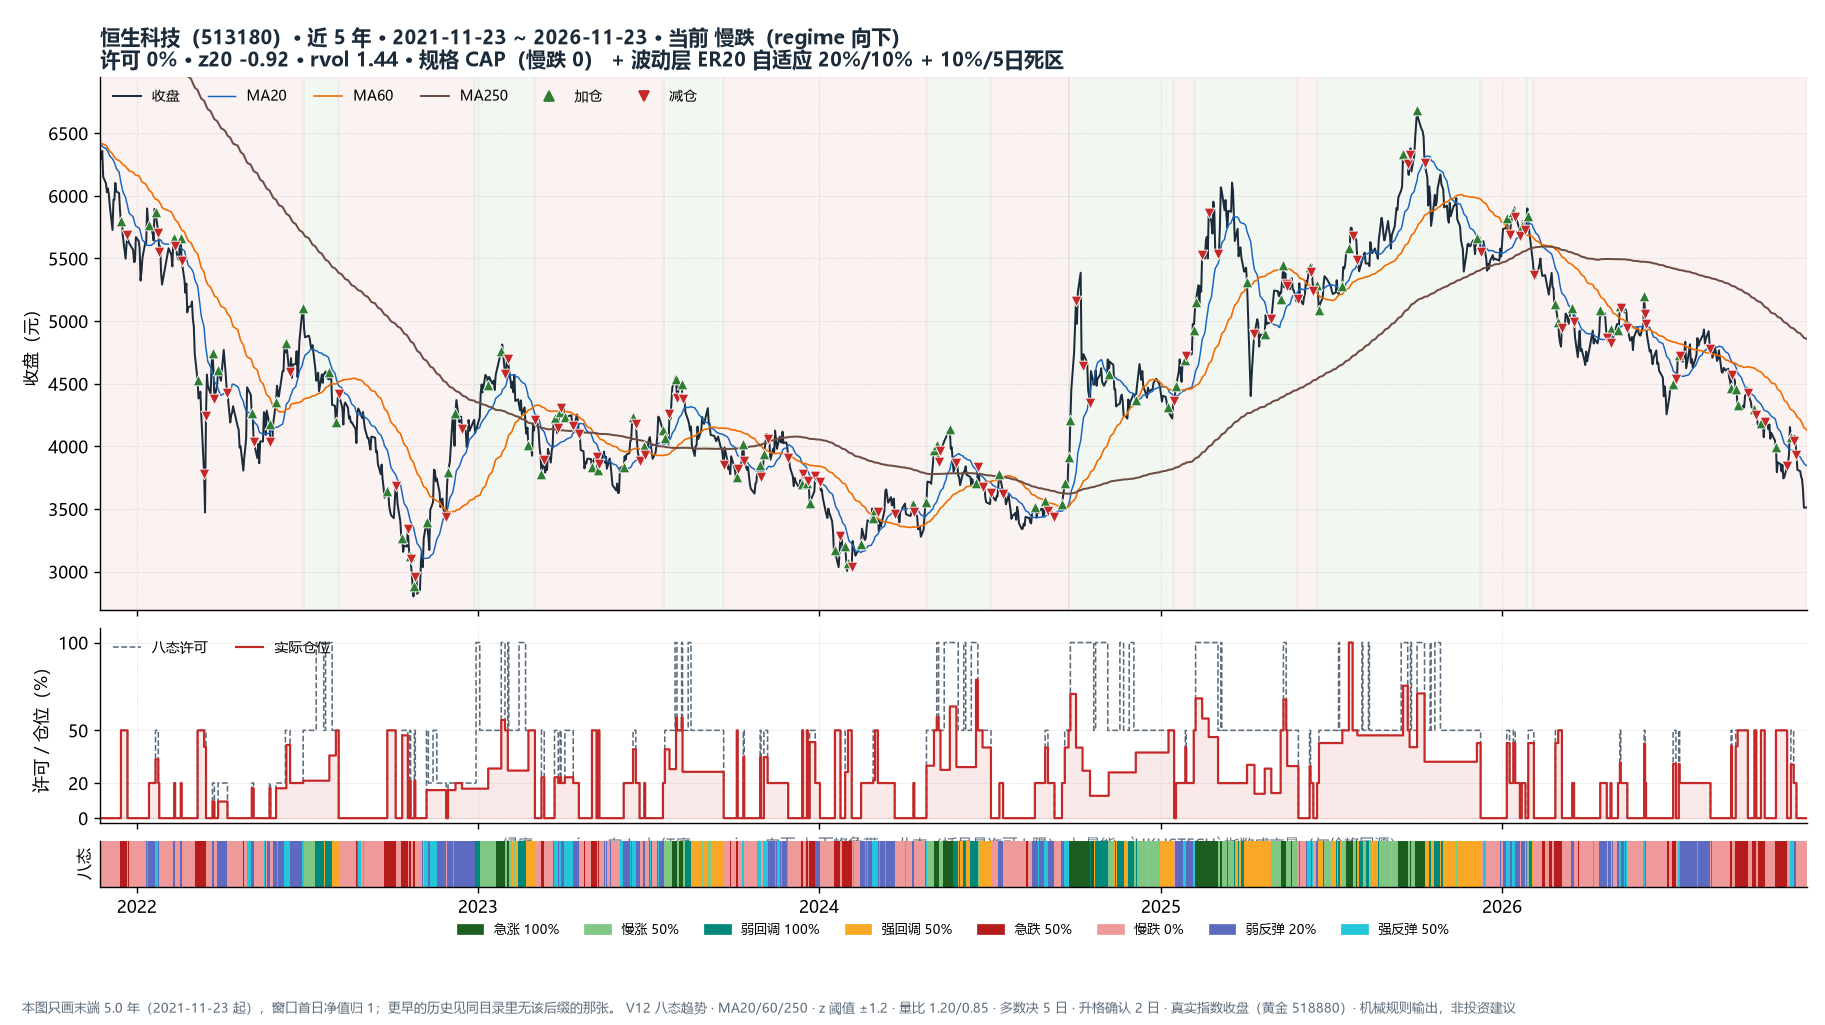 恒生科技（513180）• 近 5 年 • 2021-11-23 ~ 2026-11-23 • 当前 慢跌（regime 向下）
许可 0% • z20 -0.92 • rvol 1.44 • 规格 CAP（慢跌 0） + 波动层 ER20 自适应 20%/10% + 10%/5日死区
收盘 MA20 MA60 MA250 加仓 减仓
收盘（元）
6500
6000
5500
5000
4500
4000
3500
3000
八态许可 实际仓位
许可 / 仓位（%）
100
50
20
0
八态
2022 2023 2024 2025 2026
急涨 100% 慢涨 50% 弱回调 100% 强回调 50% 急跌 50% 慢跌 0% 弱反弹 20% 强反弹 50%
本图只画末端 5.0 年（2021-11-23 起），窗口首日净值归 1；更早的历史见同目录里无该后缀的那张。 V12 八态趋势 · MA20/60/250 · z 阈值 ±1.2 · 量比 1.20/0.85 · 多数决 5 日 · 升格确认 2 日 · 真实指数收盘（黄金 518880）· 机械规则输出，非投资建议